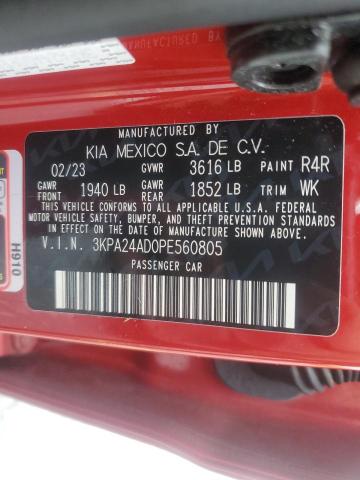 MANUFACTURED BY
KIA MEXICO S.A. DE C.V.
02/23 GVWR 3616 LB PAINT R4R
GAWR FRONT 1940 LB GAWR REAR 1852 LB TRIM WK
THIS VEHICLE CONFORMS TO ALL APPLICABLE U.S.A. FEDERAL
MOTOR VEHICLE SAFETY, BUMPER, AND THEFT PREVENTION
STANDARDS IN EFFECT ON THE DATE OF
MANUFACTURE SHOWN ABOVE.
V.I.N. 3KPA24AD0PE560805
PASSENGER CAR
H910